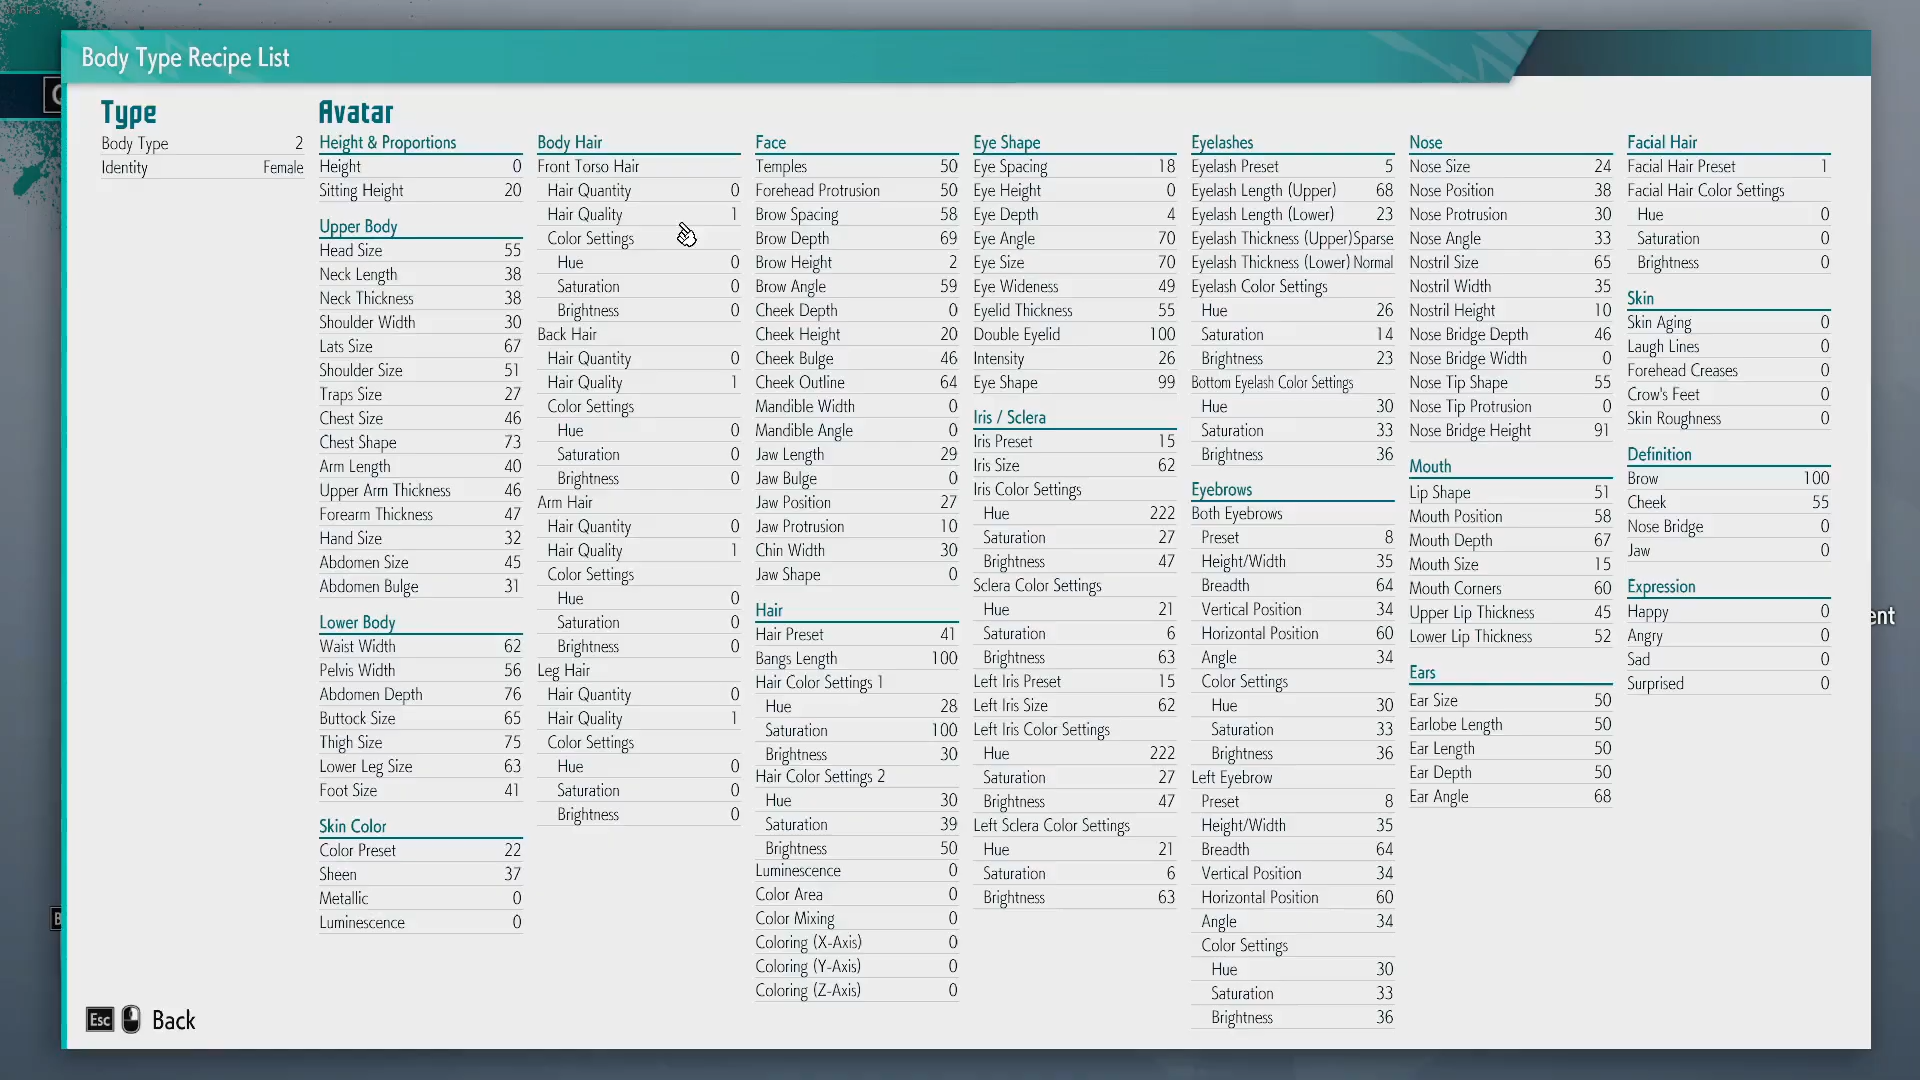 Body Type Recipe List
Type
Body Type 2
Identity Female
Avatar
Height & Proportions
Height 0
Sitting Height 20
Upper Body
Head Size 55
Neck Length 38
Neck Thickness 38
Shoulder Width 30
Lats Size 67
Shoulder Size 51
Traps Size 27
Chest Size 46
Chest Shape 73
Arm Length 40
Upper Arm Thickness 46
Forearm Thickness 47
Hand Size 32
Abdomen Size 45
Abdomen Bulge 31
Lower Body
Waist Width 62
Pelvis Width 56
Abdomen Depth 76
Buttock Size 65
Thigh Size 75
Lower Leg Size 63
Foot Size 41
Skin Color
Color Preset 22
Sheen 37
Metallic 0
Luminescence 0
Body Hair
Front Torso Hair
Hair Quantity 0
Hair Quality 1
Color Settings
Hue 0
Saturation 0
Brightness 0
Back Hair
Hair Quantity 0
Hair Quality 1
Color Settings
Hue 0
Saturation 0
Brightness 0
Arm Hair
Hair Quantity 0
Hair Quality 1
Color Settings
Hue 0
Saturation 0
Brightness 0
Leg Hair
Hair Quantity 0
Hair Quality 1
Color Settings
Hue 0
Saturation 0
Brightness 0
Face
Temples 50
Forehead Protrusion 50
Brow Spacing 58
Brow Depth 69
Brow Height 2
Brow Angle 59
Cheek Depth 0
Cheek Height 20
Cheek Bulge 46
Cheek Outline 64
Mandible Width 0
Mandible Angle 0
Jaw Length 29
Jaw Bulge 0
Jaw Position 27
Jaw Protrusion 10
Chin Width 30
Jaw Shape 0
Hair
Hair Preset 41
Bangs Length 100
Hair Color Settings 1
Hue 28
Saturation 100
Brightness 30
Hair Color Settings 2
Hue 30
Saturation 39
Brightness 50
Luminescence 0
Color Area 0
Color Mixing 0
Coloring (X-Axis) 0
Coloring (Y-Axis) 0
Coloring (Z-Axis) 0
Eye Shape
Eye Spacing 18
Eye Height 0
Eye Depth 4
Eye Angle 70
Eye Size 70
Eye Wideness 49
Eyelid Thickness 55
Double Eyelid 100
Intensity 26
Eye Shape 99
Iris / Sclera
Iris Preset 15
Iris Size 62
Iris Color Settings
Hue 222
Saturation 27
Brightness 47
Sclera Color Settings
Hue 21
Saturation 6
Brightness 63
Left Iris Preset 15
Left Iris Size 62
Left Iris Color Settings
Hue 222
Saturation 27
Brightness 47
Left Sclera Color Settings
Hue 21
Saturation 6
Brightness 63
Eyelashes
Eyelash Preset 5
Eyelash Length (Upper) 68
Eyelash Length (Lower) 23
Eyelash Thickness (Upper) Sparse
Eyelash Thickness (Lower) Normal
Eyelash Color Settings
Hue 26
Saturation 14
Brightness 23
Bottom Eyelash Color Settings
Hue 30
Saturation 33
Brightness 36
Eyebrows
Both Eyebrows
Preset 8
Height/Width 35
Breadth 64
Vertical Position 34
Horizontal Position 60
Angle 34
Color Settings
Hue 30
Saturation 33
Brightness 36
Left Eyebrow
Preset 8
Height/Width 35
Breadth 64
Vertical Position 34
Horizontal Position 60
Angle 34
Color Settings
Hue 30
Saturation 33
Brightness 36
Nose
Nose Size 24
Nose Position 38
Nose Protrusion 30
Nose Angle 33
Nostril Size 65
Nostril Width 35
Nostril Height 10
Nose Bridge Depth 46
Nose Bridge Width 0
Nose Tip Shape 55
Nose Tip Protrusion 0
Nose Bridge Height 91
Mouth
Lip Shape 51
Mouth Position 58
Mouth Depth 67
Mouth Size 15
Mouth Corners 60
Upper Lip Thickness 45
Lower Lip Thickness 52
Ears
Ear Size 50
Earlobe Length 50
Ear Length 50
Ear Depth 50
Ear Angle 68
Facial Hair
Facial Hair Preset 1
Facial Hair Color Settings
Hue 0
Saturation 0
Brightness 0
Skin
Skin Aging 0
Laugh Lines 0
Forehead Creases 0
Crow's Feet 0
Skin Roughness 0
Definition
Brow 100
Cheek 55
Nose Bridge 0
Jaw 0
Expression
Happy 0
Angry 0
Sad 0
Surprised 0
ent
Esc Back